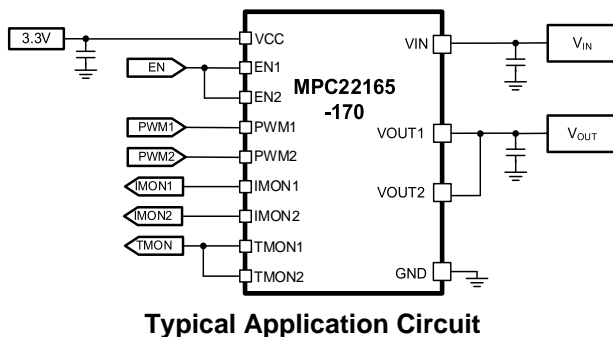 3.3V
EN
PWM1
PWM2
IMON1
IMON2
TMON
VCC
EN1
EN2
PWM1
PWM2
IMON1
IMON2
TMON1
TMON2
MPC22165
-170
VIN
VOUT1
VOUT2
GND
VIN
VOUT
Typical Application Circuit